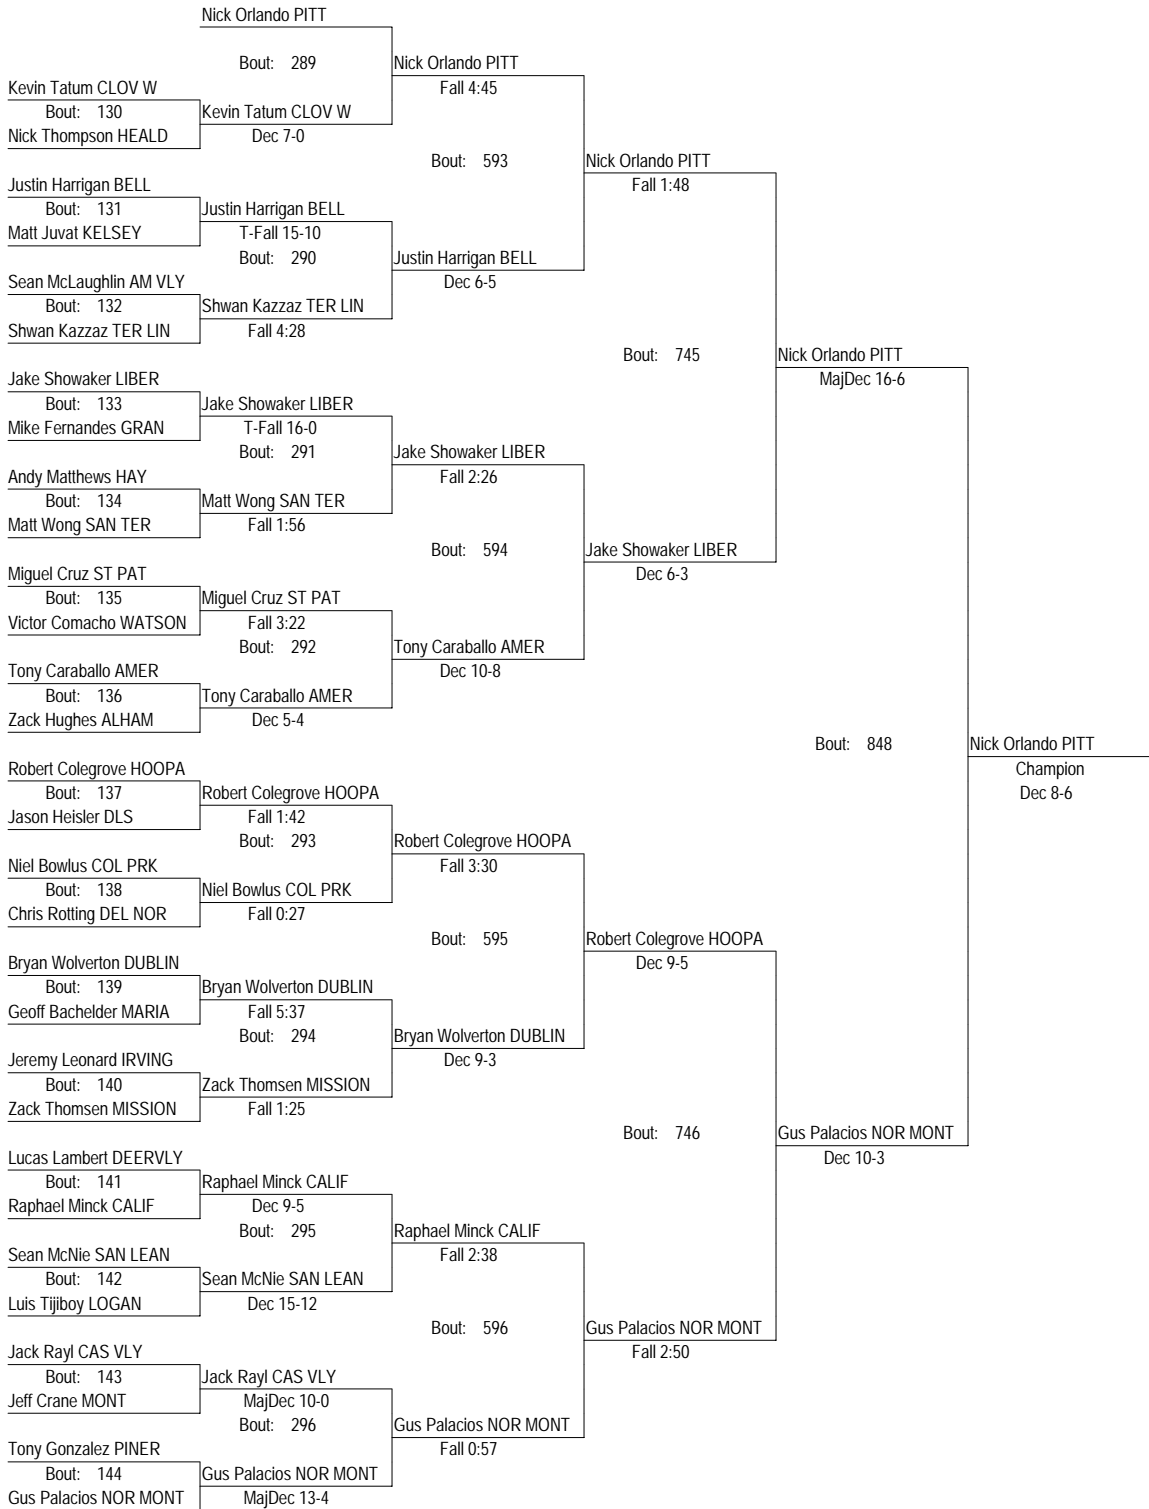 Nick Orlando PITT
Bout: 289
Nick Orlando PITT
Fall 4:45
Kevin Tatum CLOV W
Bout: 130
Kevin Tatum CLOV W
Nick Thompson HEALD
Dec 7-0
Bout: 593
Nick Orlando PITT
Fall 1:48
Justin Harrigan BELL
Bout: 131
Justin Harrigan BELL
Matt Juvat KELSEY
T-Fall 15-10
Bout: 290
Justin Harrigan BELL
Dec 6-5
Sean McLaughlin AM VLY
Bout: 132
Shwan Kazzaz TER LIN
Shwan Kazzaz TER LIN
Fall 4:28
Bout: 745
Nick Orlando PITT
MajDec 16-6
Jake Showaker LIBER
Bout: 133
Jake Showaker LIBER
Mike Fernandes GRAN
T-Fall 16-0
Bout: 291
Jake Showaker LIBER
Fall 2:26
Andy Matthews HAY
Bout: 134
Matt Wong SAN TER
Matt Wong SAN TER
Fall 1:56
Bout: 594
Jake Showaker LIBER
Dec 6-3
Miguel Cruz ST PAT
Bout: 135
Miguel Cruz ST PAT
Victor Comacho WATSON
Fall 3:22
Bout: 292
Tony Caraballo AMER
Dec 10-8
Tony Caraballo AMER
Bout: 136
Tony Caraballo AMER
Zack Hughes ALHAM
Dec 5-4
Bout: 848
Nick Orlando PITT
Champion
Dec 8-6
Robert Colegrove HOOPA
Bout: 137
Robert Colegrove HOOPA
Jason Heisler DLS
Fall 1:42
Bout: 293
Robert Colegrove HOOPA
Fall 3:30
Niel Bowlus COL PRK
Bout: 138
Niel Bowlus COL PRK
Chris Rotting DEL NOR
Fall 0:27
Bout: 595
Robert Colegrove HOOPA
Dec 9-5
Bryan Wolverton DUBLIN
Bout: 139
Bryan Wolverton DUBLIN
Geoff Bachelder MARIA
Fall 5:37
Bout: 294
Bryan Wolverton DUBLIN
Dec 9-3
Jeremy Leonard IRVING
Bout: 140
Zack Thomsen MISSION
Zack Thomsen MISSION
Fall 1:25
Bout: 746
Gus Palacios NOR MONT
Dec 10-3
Lucas Lambert DEERVLY
Bout: 141
Raphael Minck CALIF
Raphael Minck CALIF
Dec 9-5
Bout: 295
Raphael Minck CALIF
Fall 2:38
Sean McNie SAN LEAN
Bout: 142
Sean McNie SAN LEAN
Luis Tijiboy LOGAN
Dec 15-12
Bout: 596
Gus Palacios NOR MONT
Fall 2:50
Jack Rayl CAS VLY
Bout: 143
Jack Rayl CAS VLY
Jeff Crane MONT
MajDec 10-0
Bout: 296
Gus Palacios NOR MONT
Fall 0:57
Tony Gonzalez PINER
Bout: 144
Gus Palacios NOR MONT
Gus Palacios NOR MONT
MajDec 13-4